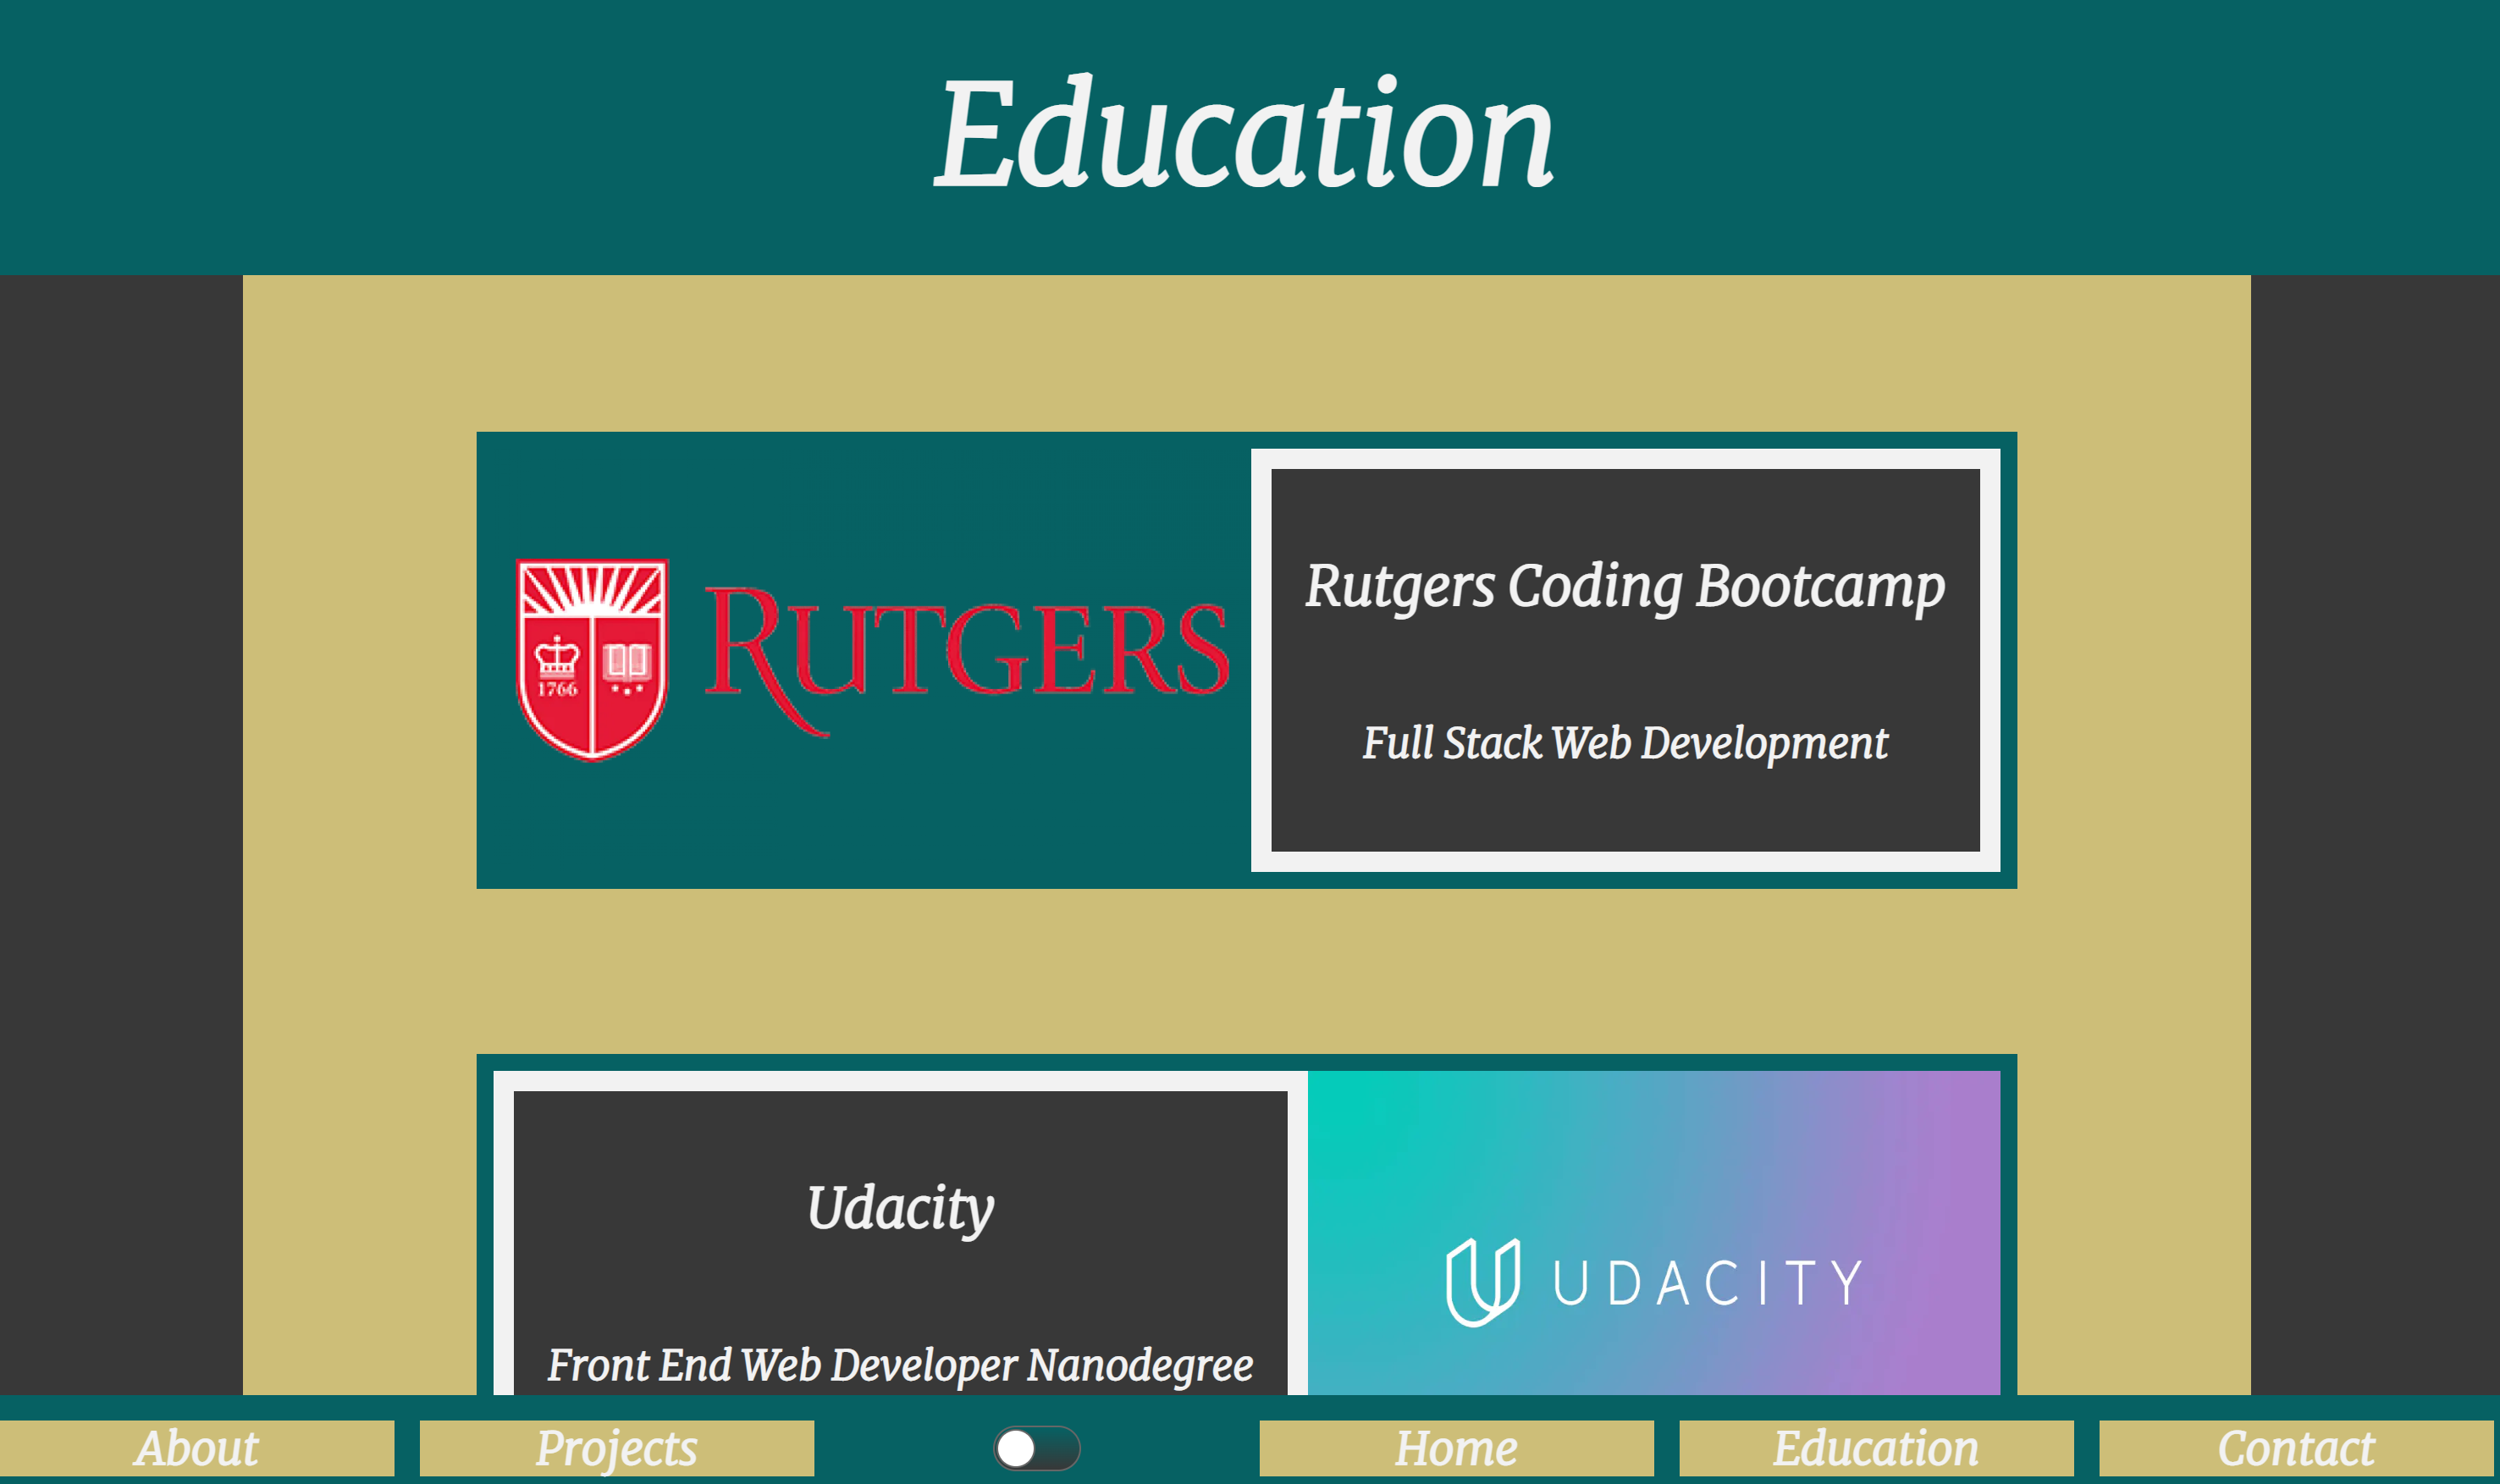 Education
1766
RUTGERS
Rutgers Coding Bootcamp
Full Stack Web Development
Udacity
Front End Web Developer Nanodegree
UDACITY
About
Projects
Home
Education
Contact